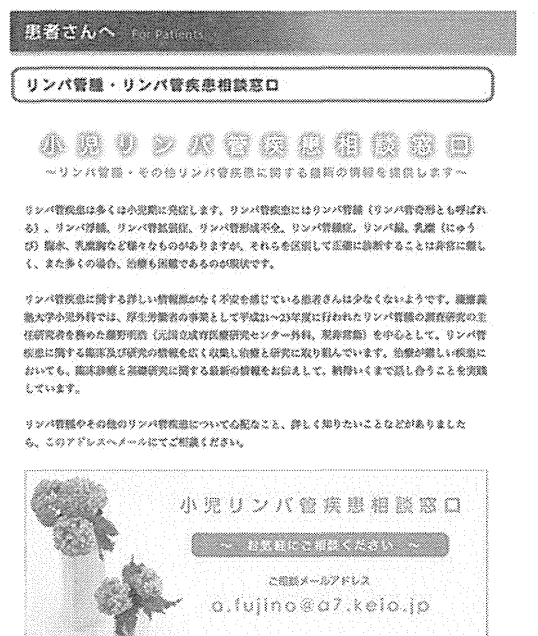 患者さんへ For Patients
リンパ管腫・リンパ管疾患相談窓口
小児リンパ管疾患相談窓口
～リンパ管腫・その他リンパ管疾患に関する最新の情報を提供します～
リンパ管疾患は多くは小児期に発症します。リンパ管疾患にはリンパ管腫（リンパ管奇形とも呼ばれ
る）、リンパ浮腫、リンパ管拡張症、リンパ管形成不全、リンパ管腫症、リンパ漏、乳糜（にゅう
び）腹水、乳糜胸など様々なものがありますが、それらを区別して正確に診断することは非常に難し
く、また多くの場合、治療も困難であるのが現状です。
リンパ管疾患に関する詳しい情報源がなく不安を感じている患者さんは少なくないようです。慶應義
塾大学小児外科では、厚生労働省の事業として平成21～23年度に行われたリンパ管腫の調査研究の主
任研究者を務めた藤野明浩（元国立成育医療研究センター外科、現非常勤）を中心として、リンパ管
疾患に関する臨床及び研究の情報を広く収集し治療と研究に取り組んでいます。治療が難しい疾患に
おいても、臨床診療と基礎研究に関する最新の情報をお伝えして、納得いくまで話し合うことを実践
しています。
リンパ管腫やその他のリンパ管疾患について心配なこと、詳しく知りたいことなどがありました
ら、このアドレスへメールにてご相談ください。
小児リンパ管疾患相談窓口
～ お気軽にご相談ください ～
ご相談メールアドレス
a.fujino@a7.keio.jp